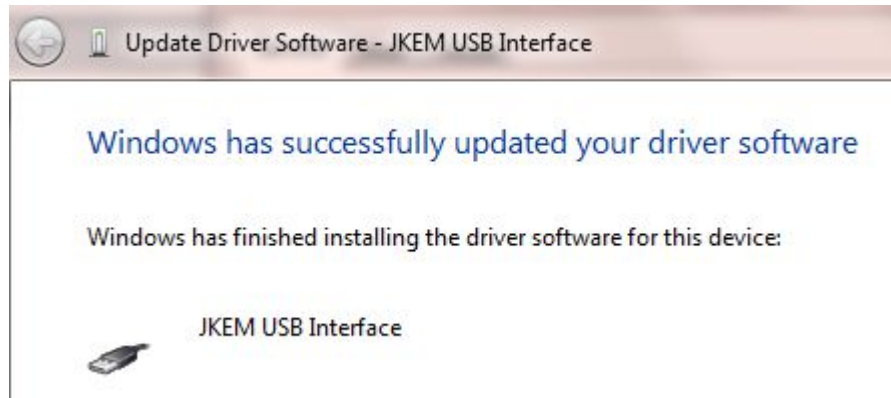 Update Driver Software - JKEM USB Interface
Windows has successfully updated your driver software
Windows has finished installing the driver software for this device:
JKEM USB Interface